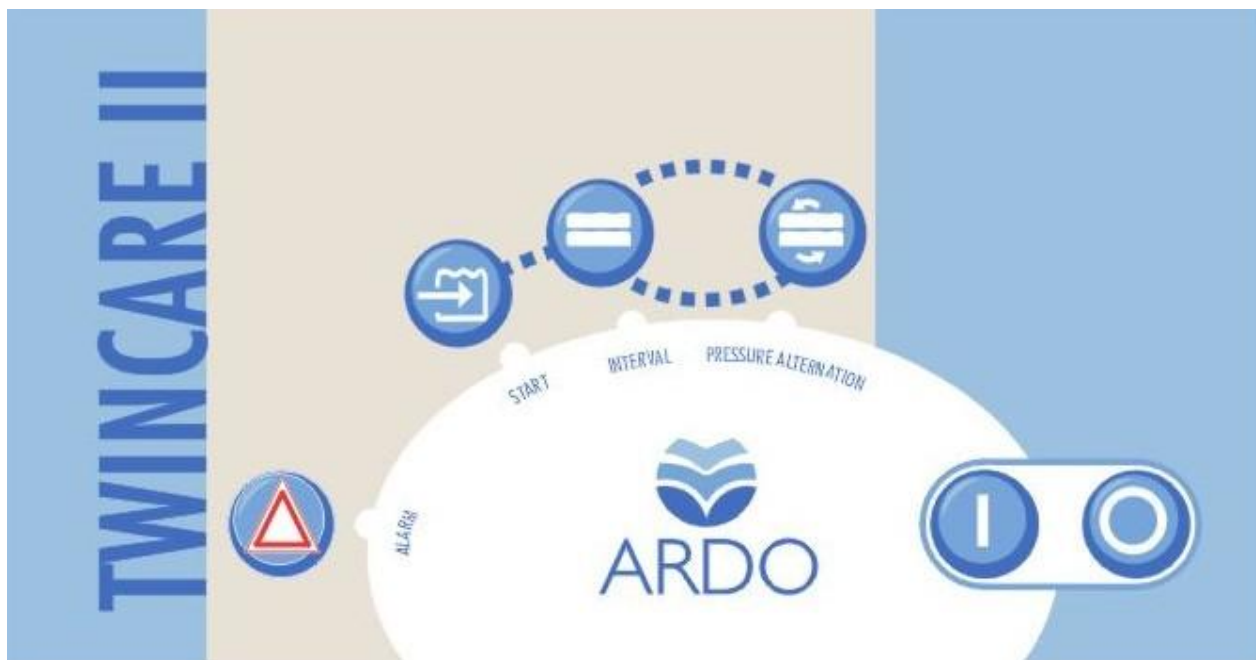 TWINCARE II
START
INTERVAL
PRESSURE ALTERNATION
ALARM
ARDO